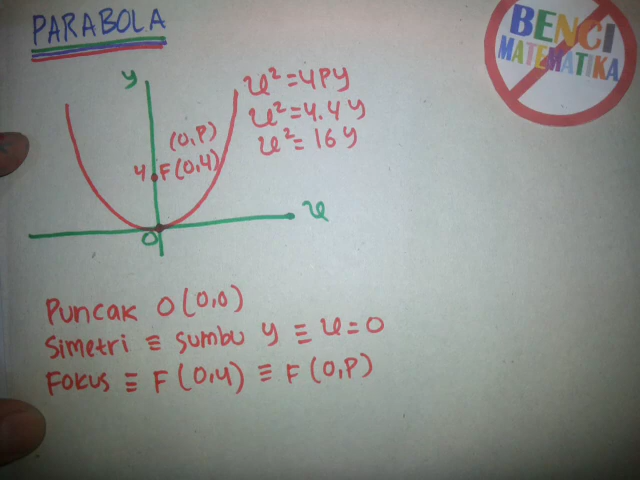 PARABOLA
BENCI
MATEMATIKA
y
x² = 4Py
x² = 4.4y
x² = 16y
(0,P)
4 F(0,4)
x
0
Puncak O(0,0)
Simetri ≡ sumbu y ≡ x = 0
Fokus ≡ F(0,4) ≡ F(0,P)